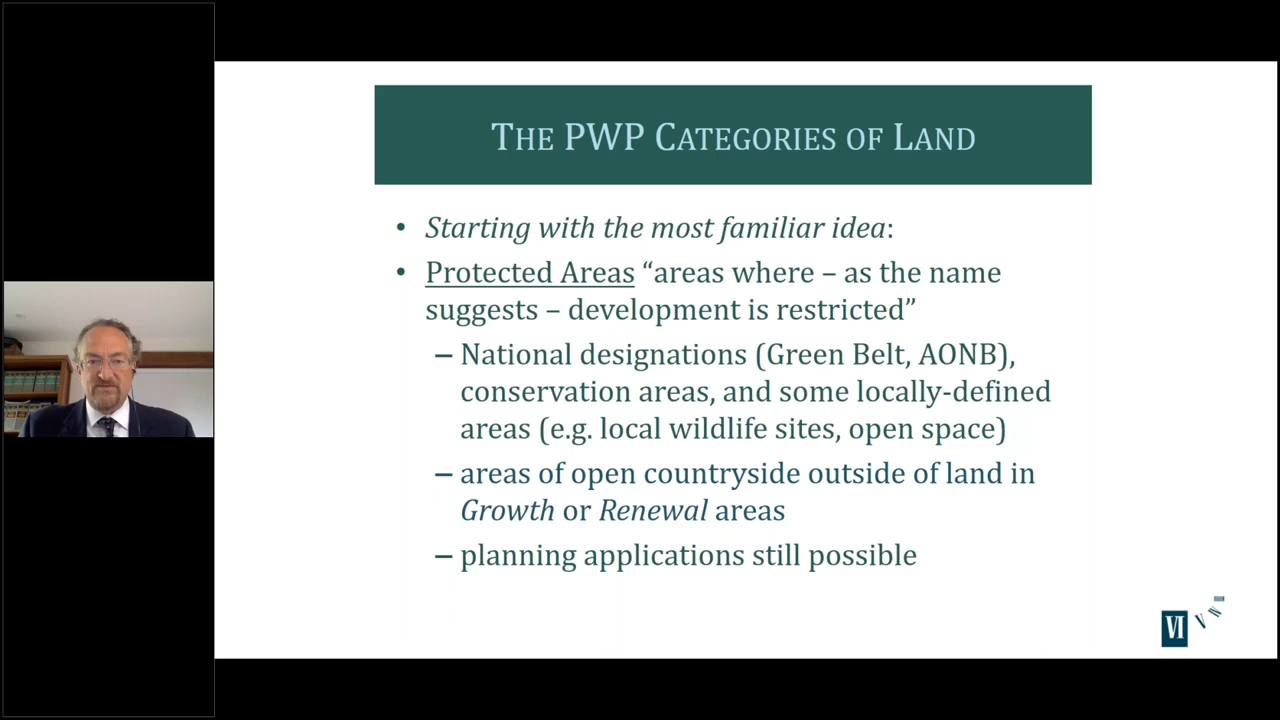 THE PWP CATEGORIES OF LAND
• Starting with the most familiar idea:
• Protected Areas “areas where – as the name
suggests – development is restricted”
– National designations (Green Belt, AONB),
conservation areas, and some locally-defined
areas (e.g. local wildlife sites, open space)
– areas of open countryside outside of land in
Growth or Renewal areas
– planning applications still possible
VI
V W